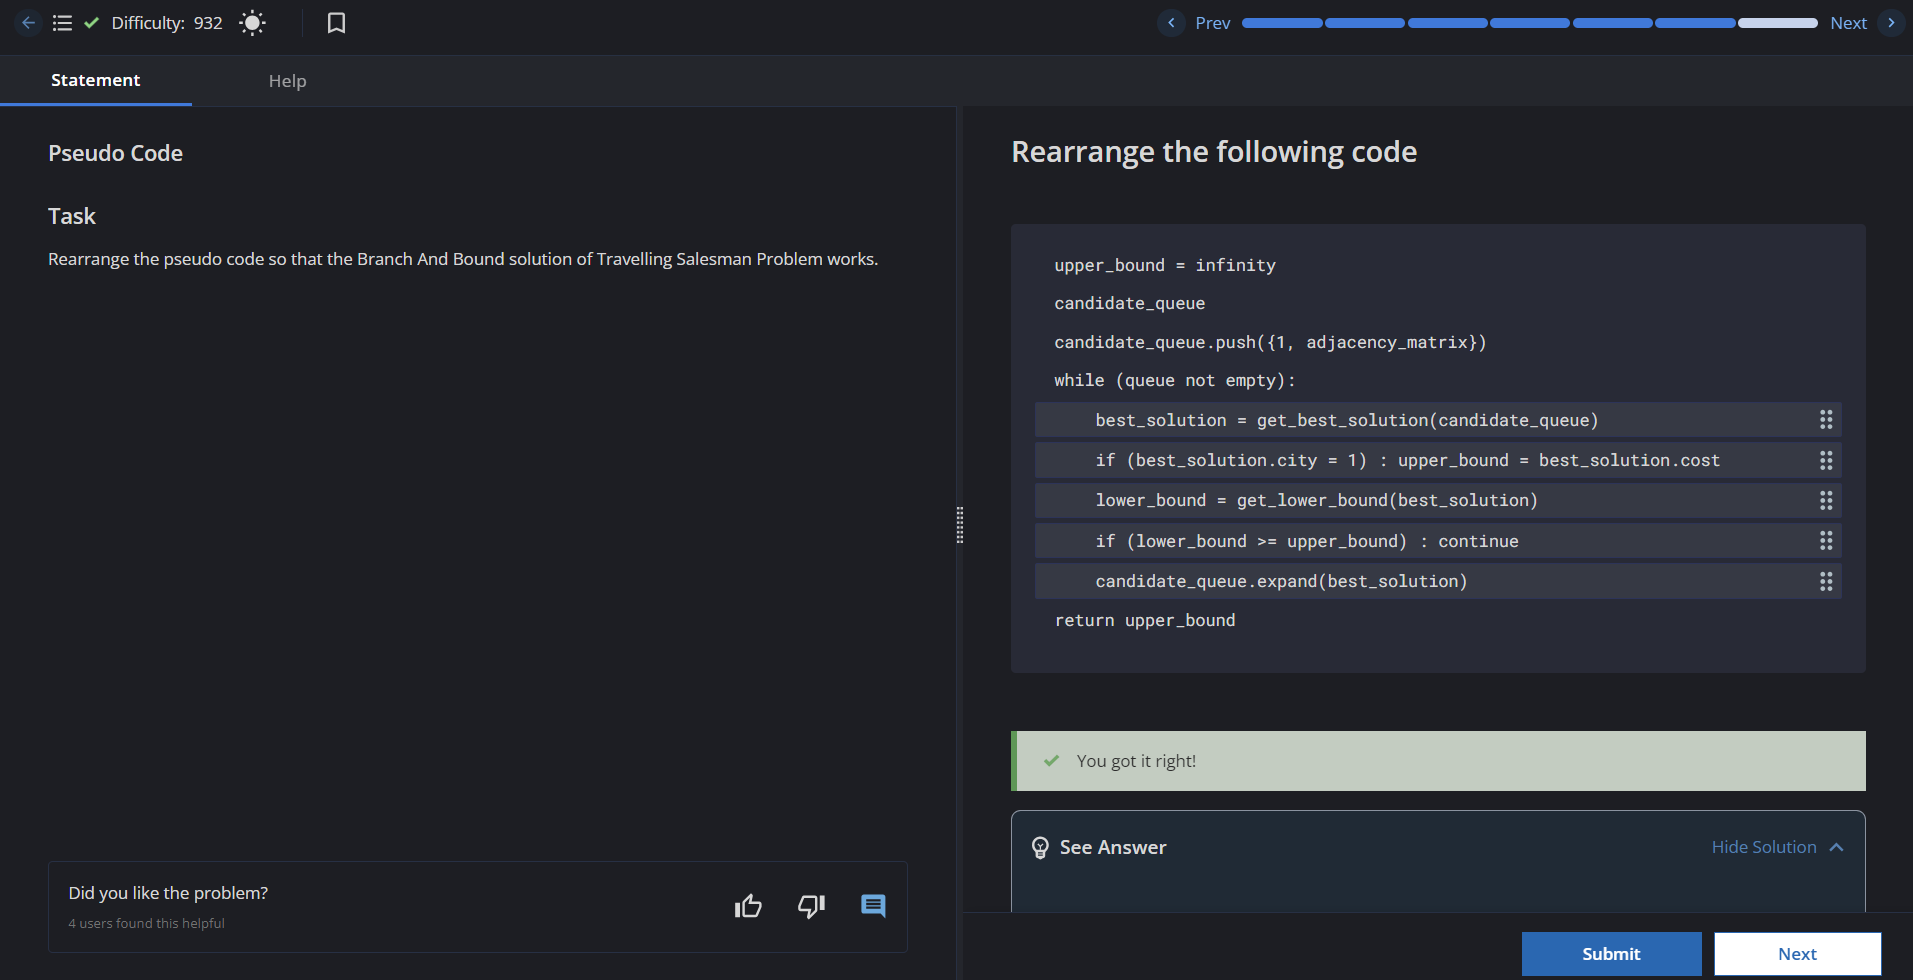 Difficulty: 932
Prev
Next
Statement
Help
Pseudo Code
Task
Rearrange the pseudo code so that the Branch And Bound solution of Travelling Salesman Problem works.
Did you like the problem?
4 users found this helpful
Rearrange the following code
upper_bound = infinity
candidate_queue
candidate_queue.push({1, adjacency_matrix})
while (queue not empty):
best_solution = get_best_solution(candidate_queue)
if (best_solution.city = 1) : upper_bound = best_solution.cost
lower_bound = get_lower_bound(best_solution)
if (lower_bound >= upper_bound) : continue
candidate_queue.expand(best_solution)
return upper_bound
You got it right!
See Answer
Hide Solution
Submit
Next